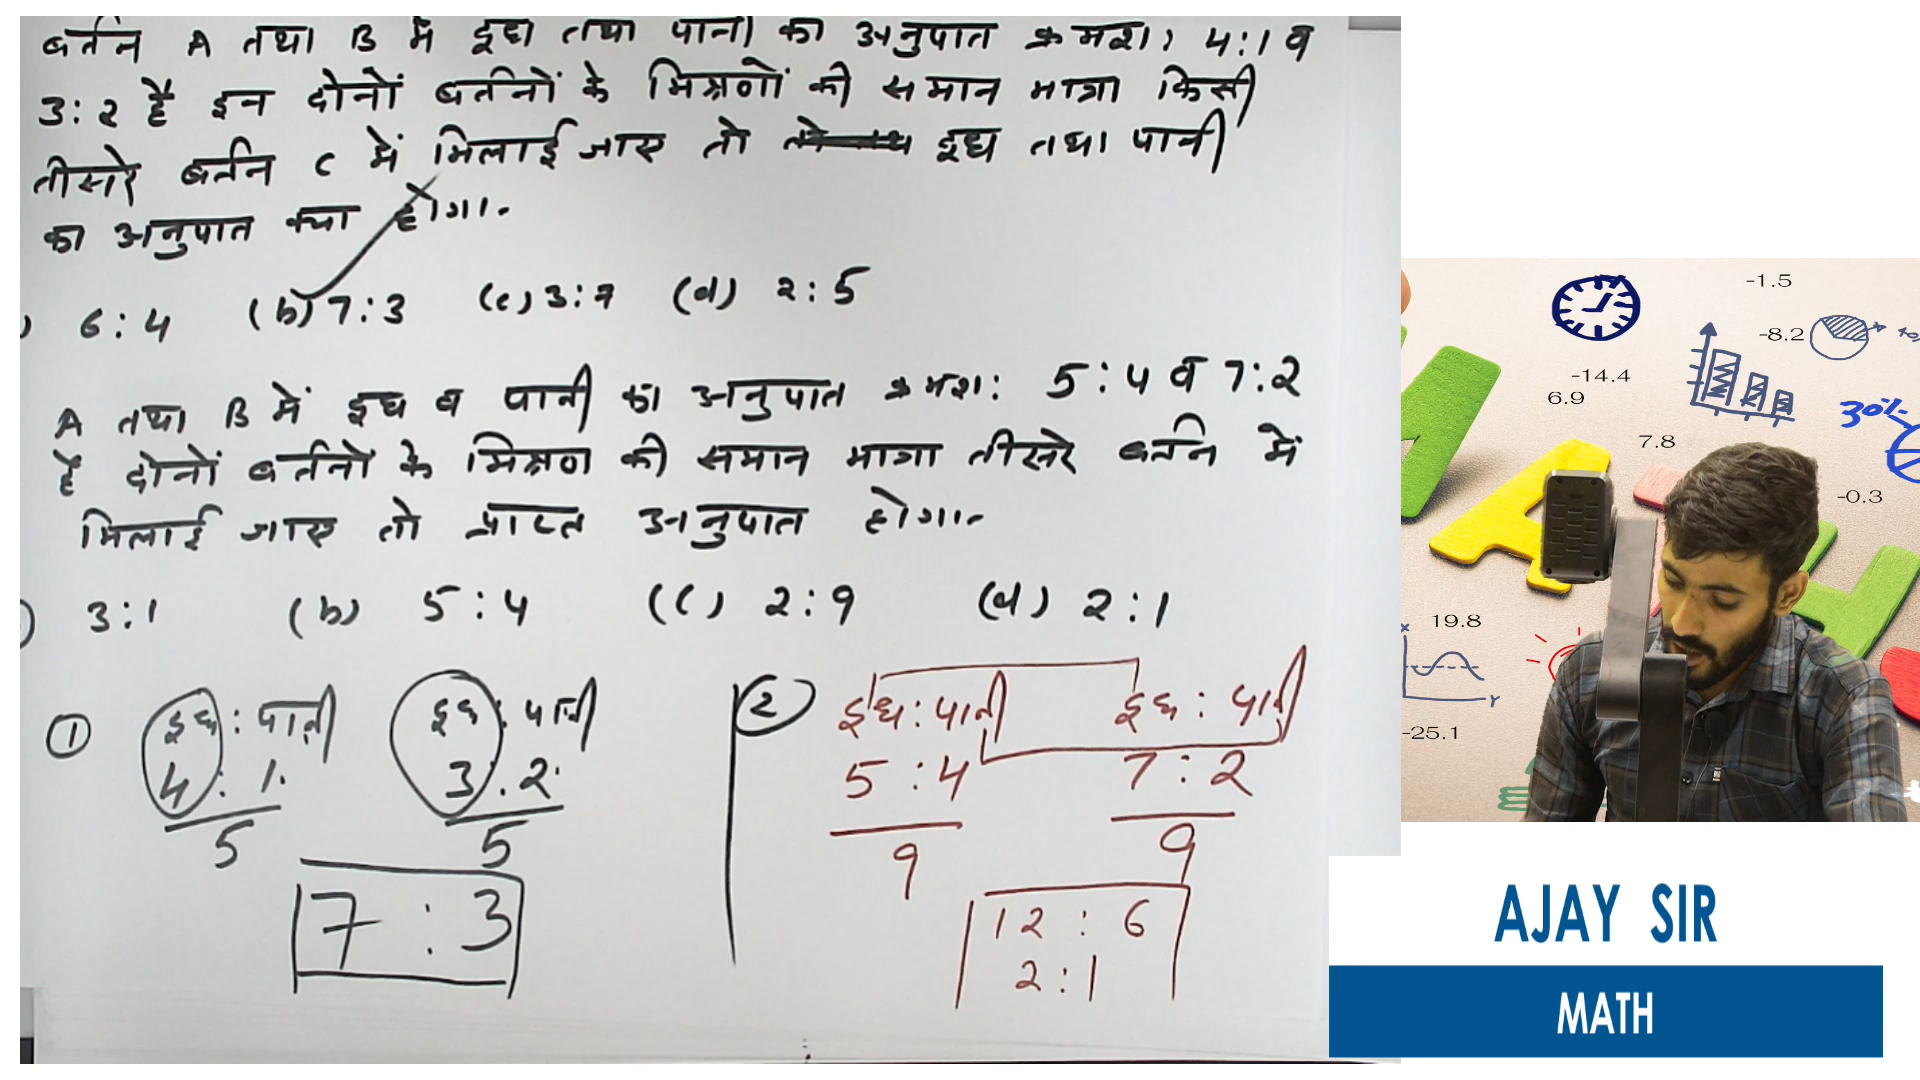 बर्तन A तथा B में दूध तथा पानी का अनुपात क्रमशः 4:1 व
3:2 है इन दोनों बर्तनों के मिश्रणों की समान मात्रा किसी
तीसरे बर्तन C में मिलाई जाए तो दूध तथा पानी
का अनुपात क्या होगा-
) 6:4 (b) 7:3 (c) 3:7 (d) 2:5
A तथा B में दूध व पानी का अनुपात क्रमशः 5:4 व 7:2
है दोनों बर्तनों के मिश्रण की समान मात्रा तीसरे बर्तन में
मिलाई जाए तो प्राप्त अनुपात होगा-
) 3:1 (b) 5:4 (c) 2:9 (d) 2:1
① दूध : पानी दूध : पानी
4 : 1 3 : 2
5 5
7 : 3
② दूध : पानी दूध : पानी
5 : 4 7 : 2
9 9
12 : 6
2 : 1
-1.5
-8.2
-14.4
6.9
30%
7.8
-0.3
19.8
x
Y
-25.1
AJAY SIR
MATH